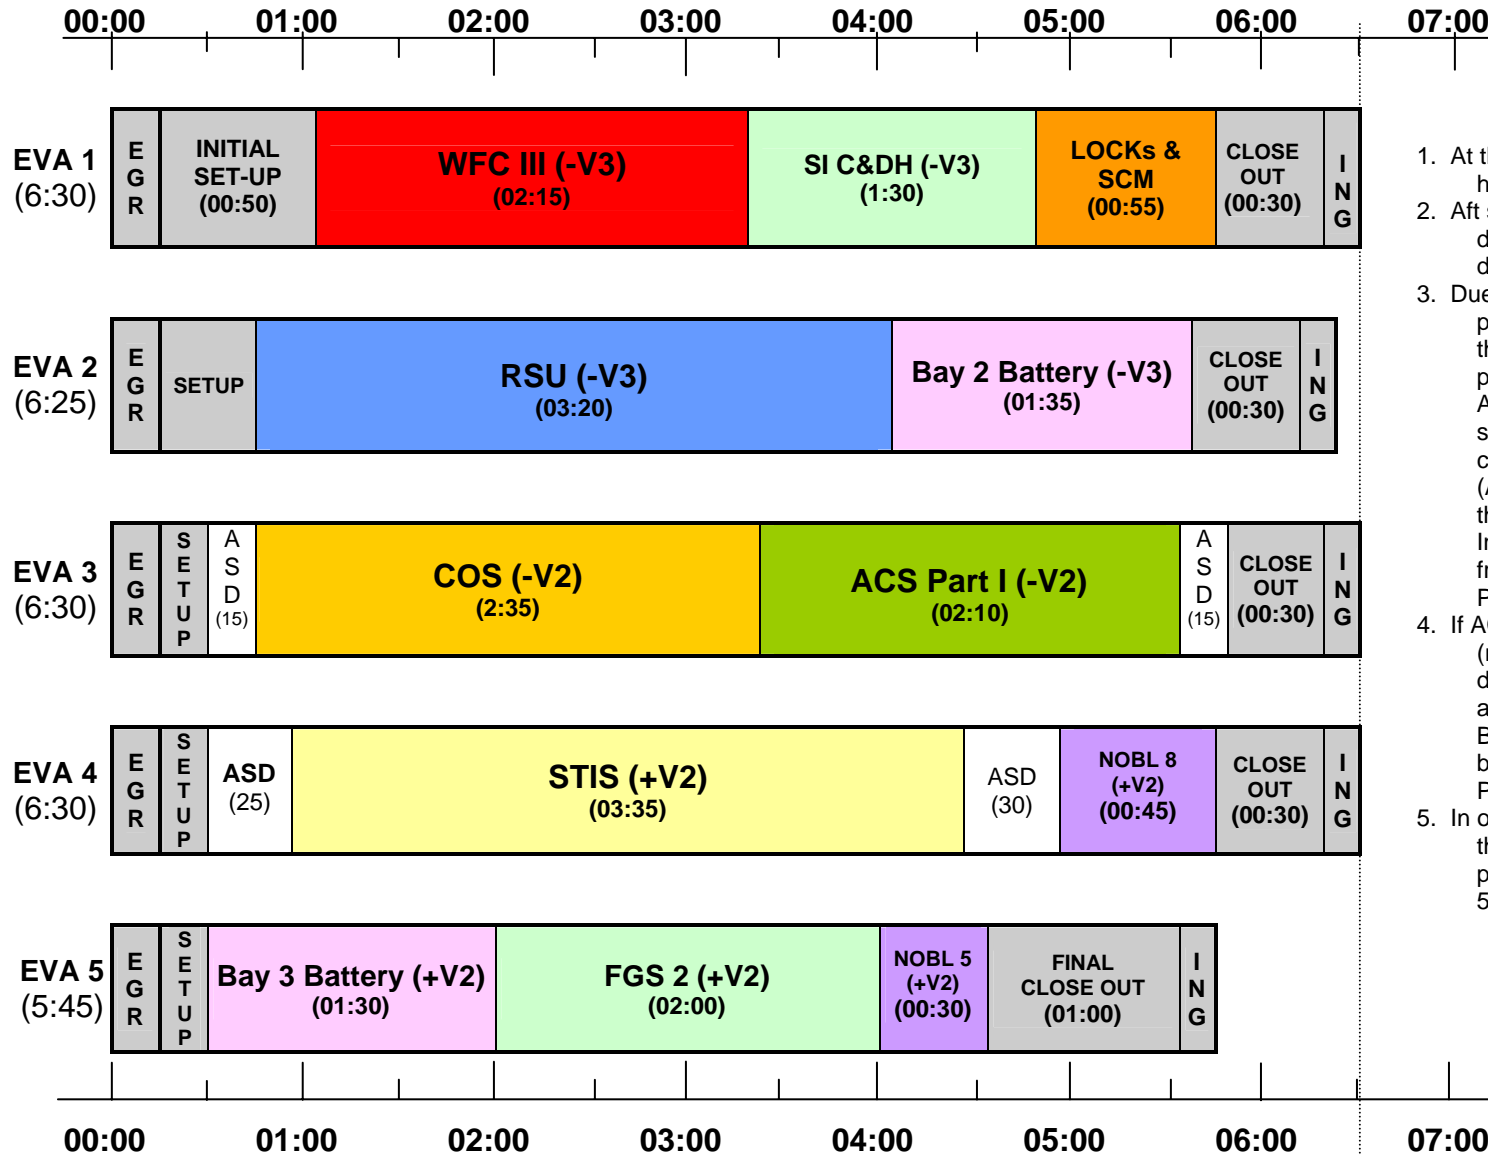 00:00 01:00 02:00 03:00 04:00 05:00 06:00 07:00
EVA 1
(6:30)
E
G
R
INITIAL
SET-UP
(00:50)
WFC III (-V3)
(02:15)
SI C&DH (-V3)
(1:30)
LOCKs &
SCM
(00:55)
CLOSE
OUT
(00:30)
I
N
G
EVA 2
(6:25)
E
G
R
SETUP
RSU (-V3)
(03:20)
Bay 2 Battery (-V3)
(01:35)
CLOSE
OUT
(00:30)
I
N
G
EVA 3
(6:30)
E
G
R
S
E
T
U
P
A
S
D
(15)
COS (-V2)
(2:35)
ACS Part I (-V2)
(02:10)
A
S
D
(15)
CLOSE
OUT
(00:30)
I
N
G
EVA 4
(6:30)
E
G
R
S
E
T
U
P
ASD
(25)
STIS (+V2)
(03:35)
ASD
(30)
NOBL 8
(+V2)
(00:45)
CLOSE
OUT
(00:30)
I
N
G
EVA 5
(5:45)
E
G
R
S
E
T
U
P
Bay 3 Battery (+V2)
(01:30)
FGS 2 (+V2)
(02:00)
NOBL 5
(+V2)
(00:30)
FINAL
CLOSE OUT
(01:00)
I
N
G
00:00 01:00 02:00 03:00 04:00 05:00 06:00 07:00
1. At
2. Aft
3. Due
4. If
5. In